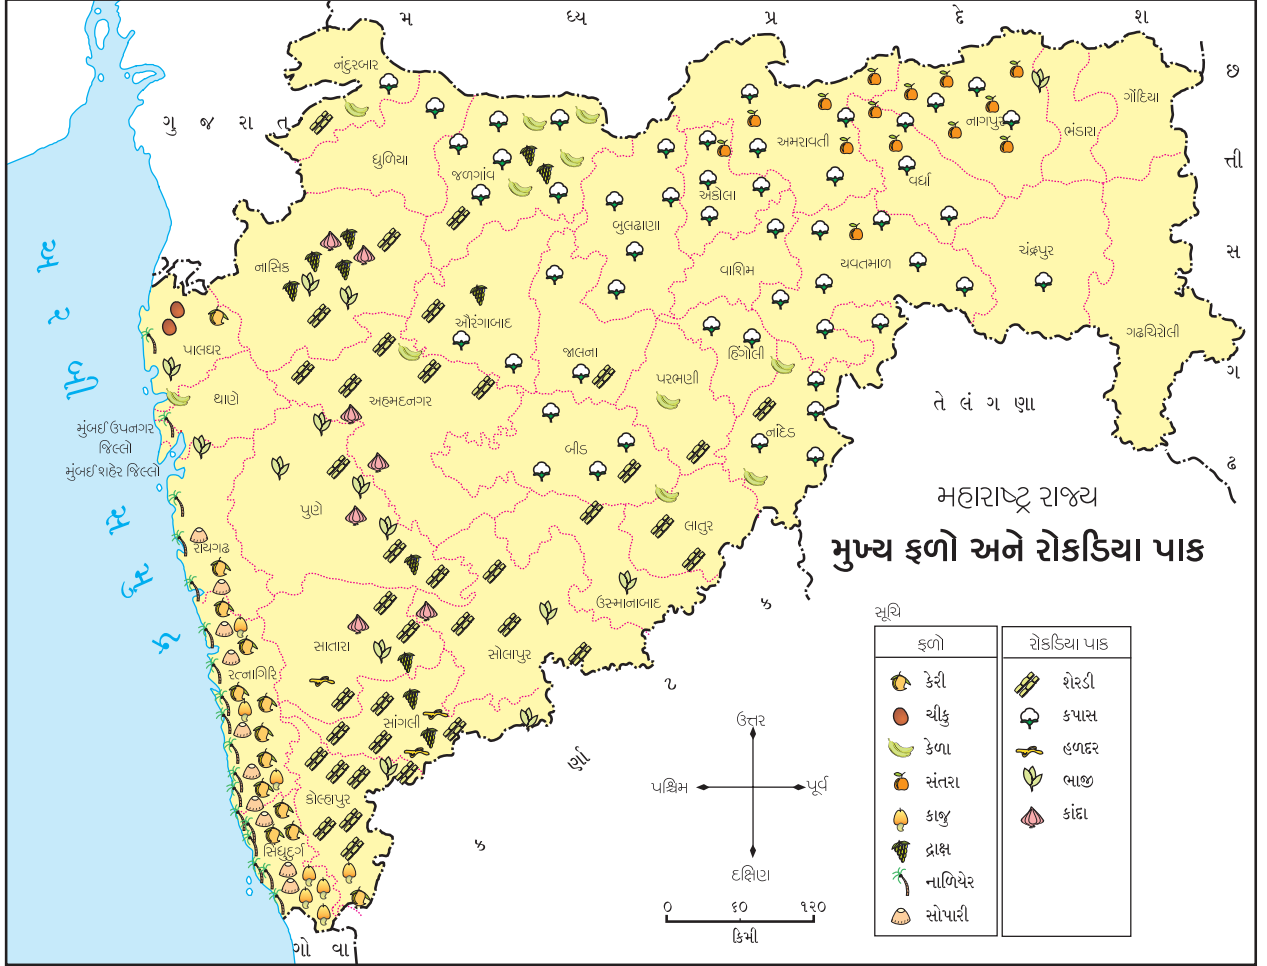 મ ધ્ય પ્ર દે શ
છ
ત્તી
સ
ગ
ઢ
ગુ જ રા ત
નંદુરબાર
ધુળિયા
જળગાંવ
અમરાવતી
નાગપુર
ભંડારા
ગોંદિયા
વર્ધા
અકોલા
બુલઢાણા
નાસિક
વાશિમ
યવતમાળ
ચંદ્રપુર
ગઢચિરોલી
ઔરંગાબાદ
જાલના
હિંગોલી
પરભણી
પાલઘર
થાણે
અહમદનગર
મુંબઈ ઉપનગર
જિલ્લો
મુંબઈ શહેર જિલ્લો
બીડ
નાંદેડ
પુણે
લાતુર
રાયગઢ
ઉસ્માનાબાદ
સાતારા
સોલાપુર
રત્નાગિરિ
સાંગલી
કોલ્હાપુર
સિંધુદુર્ગ
અ ર બી સ મુ દ્ર
તે લં ગ ણા
ક ર્ણા ટ ક
ગો વા
મહારાષ્ટ્ર રાજ્ય
મુખ્ય ફળો અને રોકડિયા પાક
ઉત્તર
પશ્ચિમ પૂર્વ
દક્ષિણ
૦ ૬૦ ૧૨૦
કિમી
સૂચિ
ફળો
કેરી
ચીકુ
કેળા
સંતરા
કાજુ
દ્રાક્ષ
નાળિયેર
સોપારી
રોકડિયા પાક
શેરડી
કપાસ
હળદર
ભાજી
કાંદા